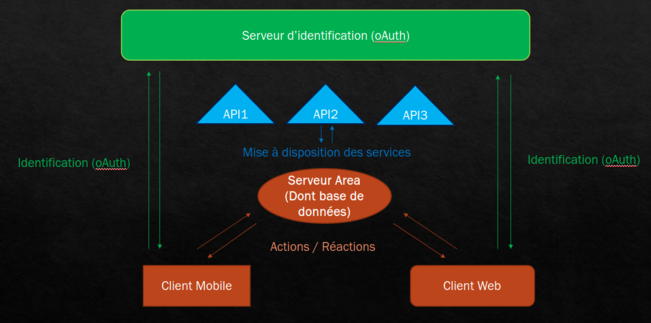 Serveur d'identification (oAuth)
API1
API2
API3
Mise à disposition des services
Identification (oAuth)
Identification (oAuth)
Serveur Area
(Dont base de
données)
Actions / Réactions
Client Mobile
Client Web